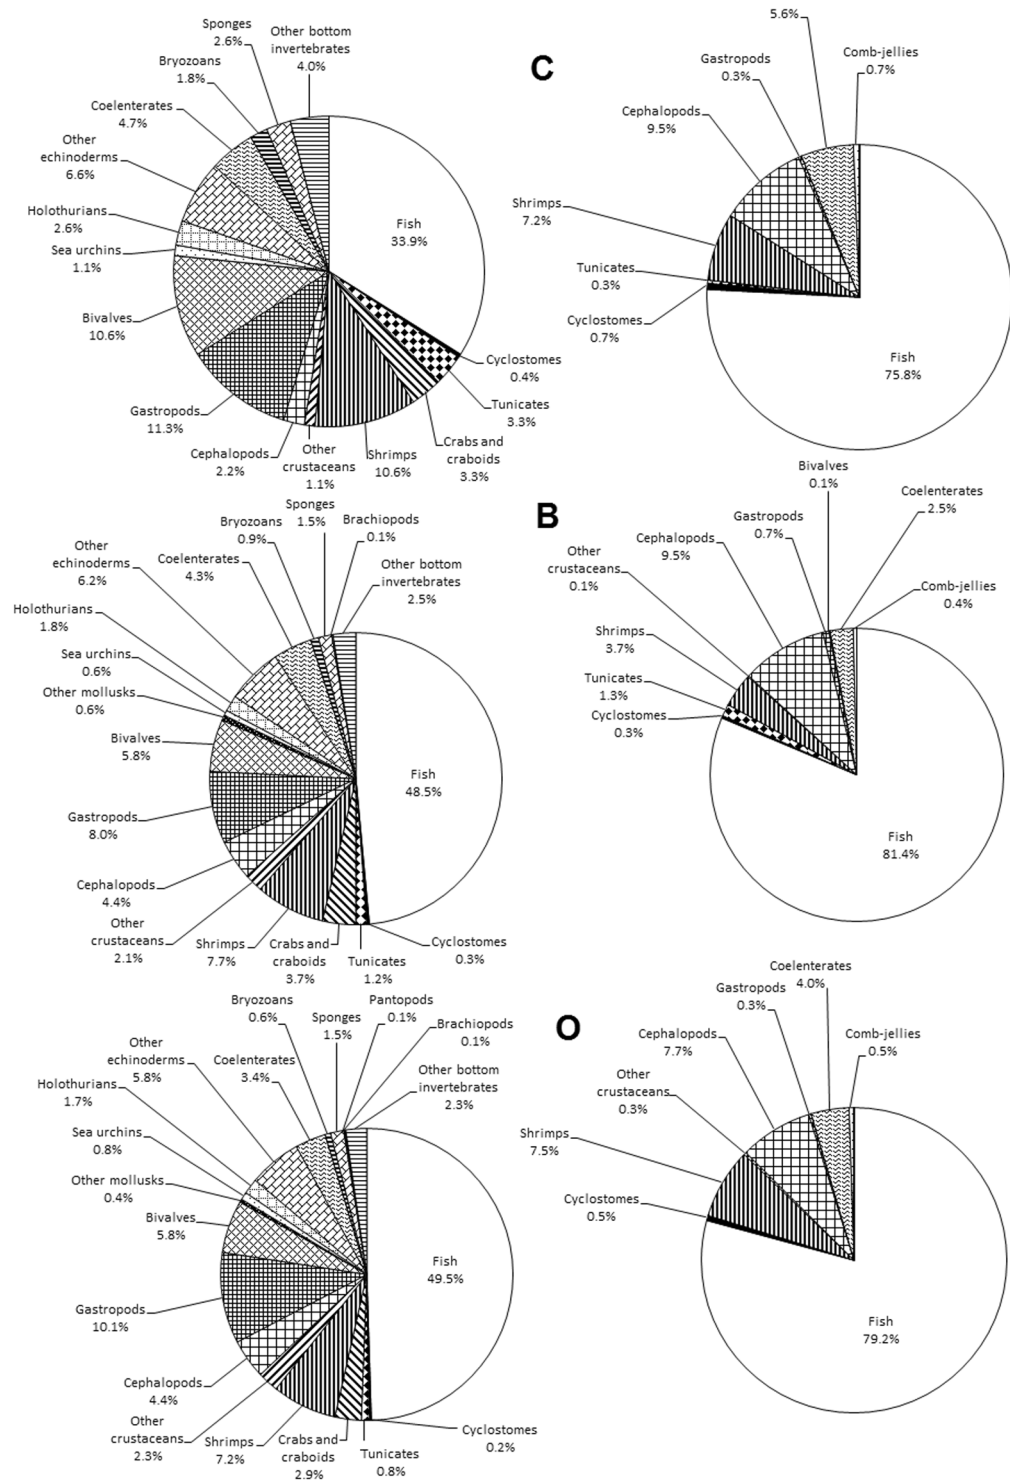 Sponges
2.6%
Other bottom
invertebrates
4.0%
Bryozoans
1.8%
Coelenterates
4.7%
Other
echinoderms
6.6%
Holothurians
2.6%
Sea urchins
1.1%
Bivalves
10.6%
Gastropods
11.3%
Cephalopods
2.2%
Other
crustaceans
1.1%
Shrimps
10.6%
Crabs and
craboids
3.3%
Tunicates
3.3%
Cyclostomes
0.4%
Fish
33.9%
C
5.6%
Gastropods
0.3%
Comb-jellies
0.7%
Cephalopods
9.5%
Shrimps
7.2%
Tunicates
0.3%
Cyclostomes
0.7%
Fish
75.8%
Sponges
1.5%
Brachiopods
0.1%
Bryozoans
0.9%
Other bottom
invertebrates
2.5%
Coelenterates
4.3%
Other
echinoderms
6.2%
Holothurians
1.8%
Sea urchins
0.6%
Other mollusks
0.6%
Bivalves
5.8%
Gastropods
8.0%
Cephalopods
4.4%
Other
crustaceans
2.1%
Shrimps
7.7%
Crabs and
craboids
3.7%
Tunicates
1.2%
Cyclostomes
0.3%
Fish
48.5%
B
Bivalves
0.1%
Coelenterates
2.5%
Gastropods
0.7%
Cephalopods
9.5%
Other
crustaceans
0.1%
Comb-jellies
0.4%
Shrimps
3.7%
Tunicates
1.3%
Cyclostomes
0.3%
Fish
81.4%
Bryozoans
0.6%
Sponges
1.5%
Pantopods
0.1%
Brachiopods
0.1%
Other bottom
invertebrates
2.3%
Coelenterates
3.4%
Other
echinoderms
5.8%
Holothurians
1.7%
Sea urchins
0.8%
Other mollusks
0.4%
Bivalves
5.8%
Gastropods
10.1%
Cephalopods
4.4%
Other
crustaceans
2.3%
Shrimps
7.2%
Crabs and
craboids
2.9%
Tunicates
0.8%
Cyclostomes
0.2%
Fish
49.5%
O
Coelenterates
4.0%
Gastropods
0.3%
Comb-jellies
0.5%
Cephalopods
7.7%
Other
crustaceans
0.3%
Shrimps
7.5%
Cyclostomes
0.5%
Fish
79.2%